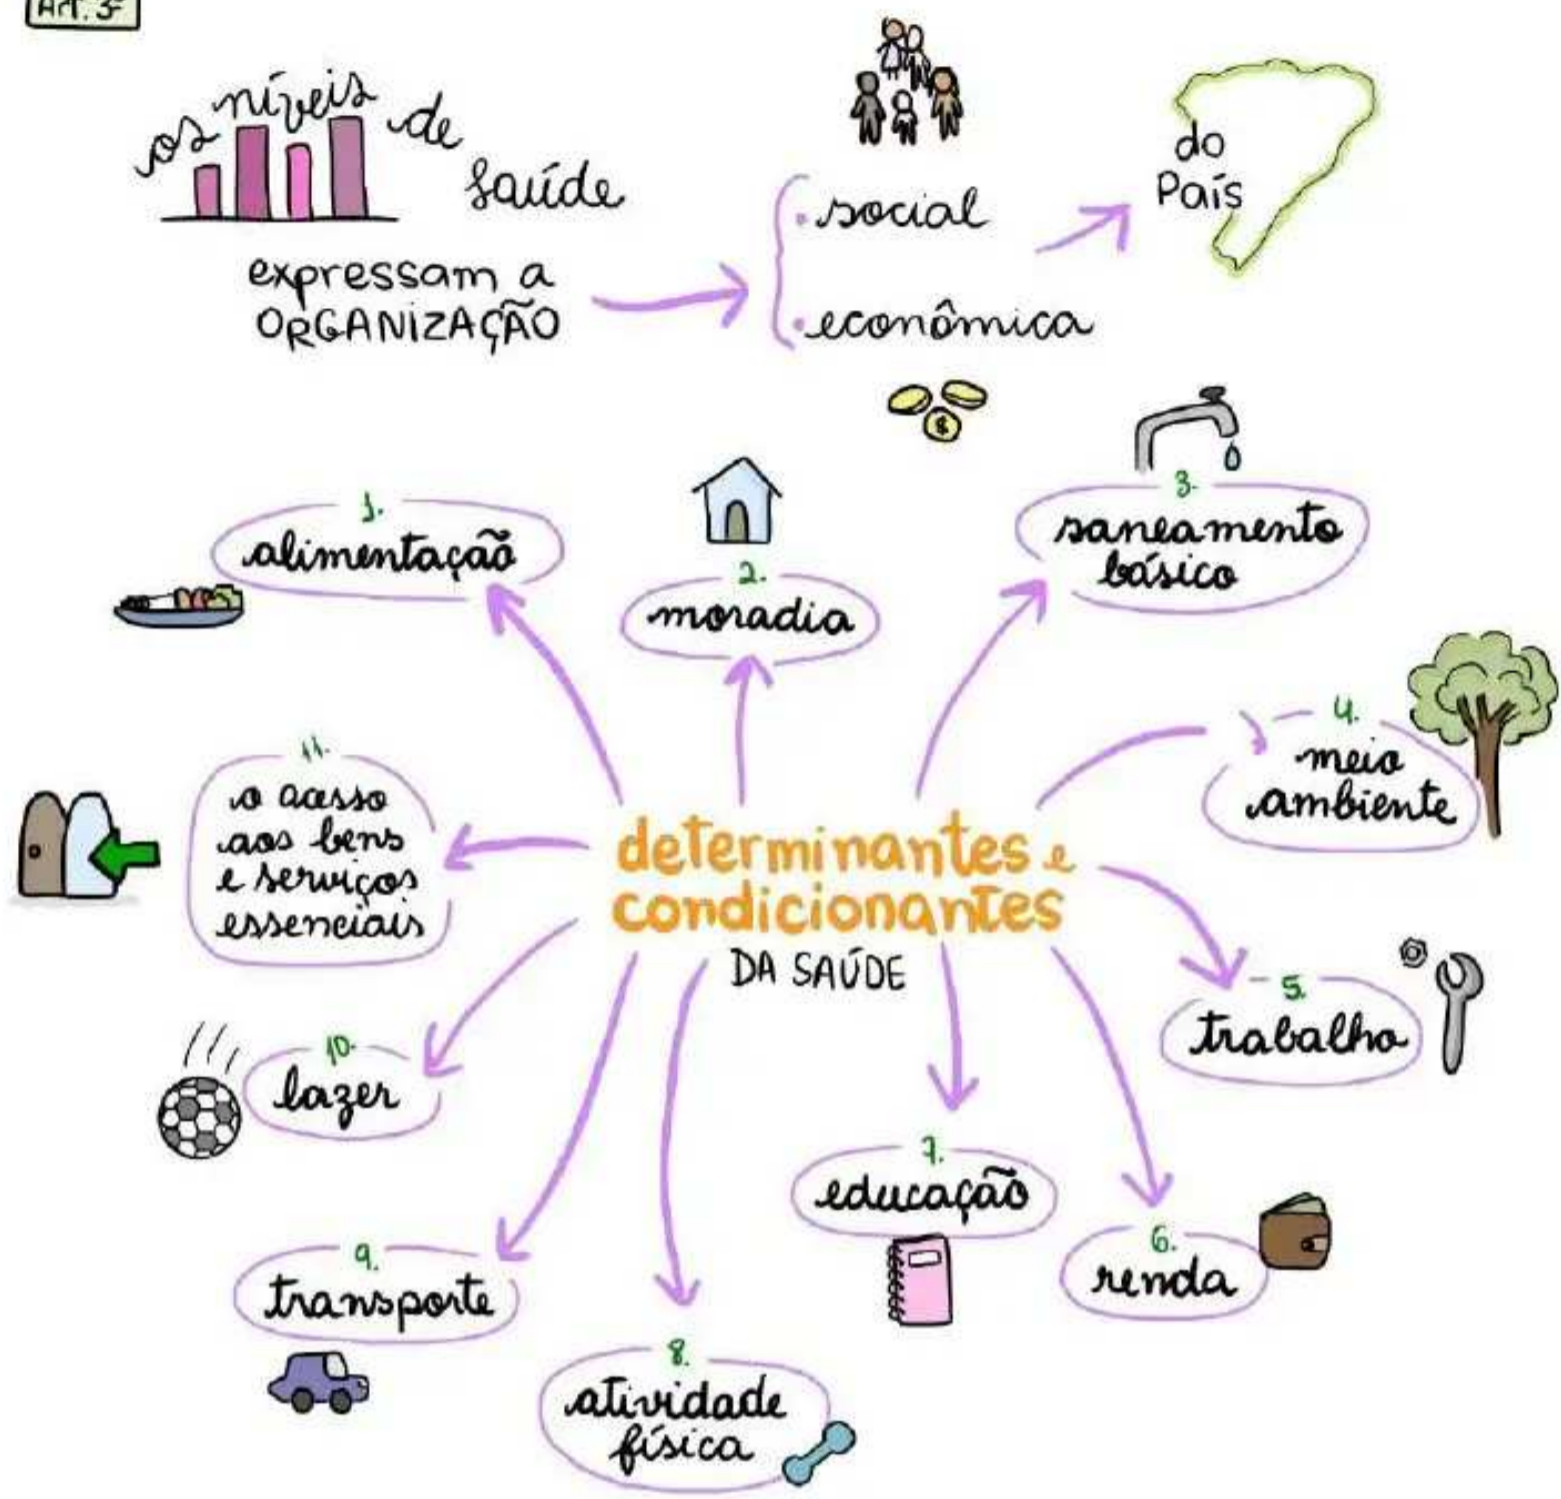 Art. 3º
os níveis de
saúde
expressam a
ORGANIZAÇÃO
• social
• econômica
do
País
1.
alimentação
2.
moradia
3.
saneamento
básico
4.
meio
ambiente
5.
trabalho
6.
renda
7.
educação
8.
atividade
física
9.
transporte
10.
lazer
11.
o acesso
aos bens
e serviços
essenciais
determinantes e
condicionantes
DA SAÚDE
$